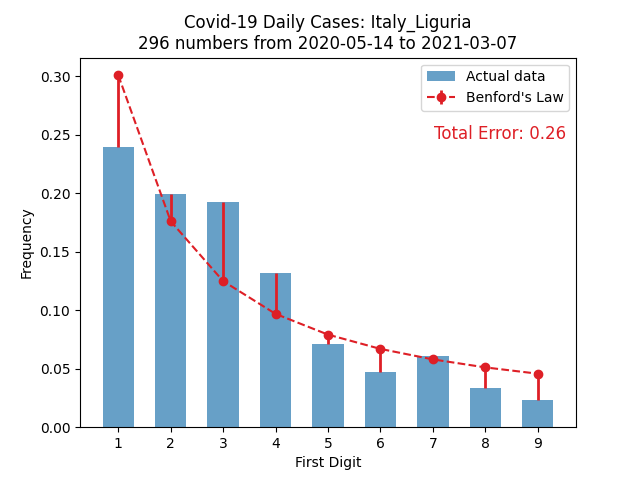 Covid-19 Daily Cases: Italy_Liguria
296 numbers from 2020-05-14 to 2021-03-07
Actual data
Benford's Law
Total Error: 0.26
0.30
0.25
0.20
0.15
0.10
0.05
0.00
Frequency
1 2 3 4 5 6 7 8 9
First Digit